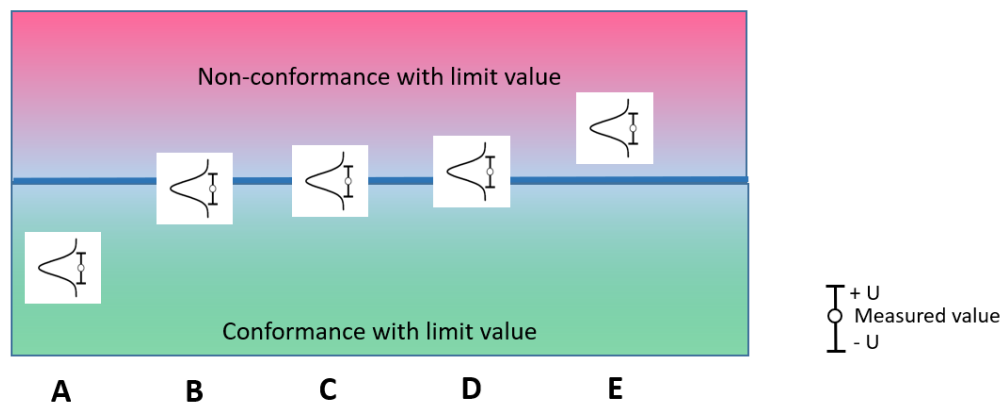 Non-conformance with limit value
Conformance with limit value
+ U
Measured value
- U
A B C D E